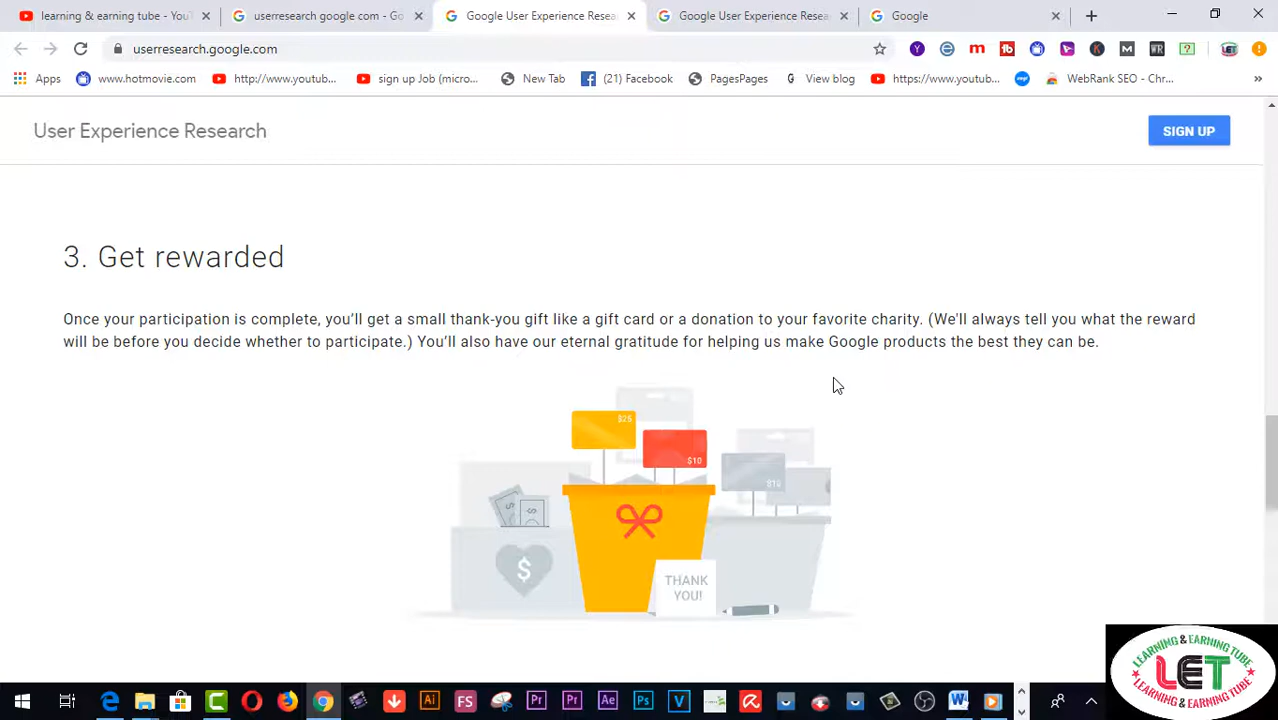 learning & earning tube - YouT
userresearch google com - Go
Google User Experience Resea
Google User Experience Resea
Google
userresearch.google.com
Apps
www.hotmovie.com
http://www.youtub...
sign up Job (micro...
New Tab
(21) Facebook
PagesPages
View blog
https://www.youtub...
WebRank SEO - Chr...
»
User Experience Research
SIGN UP
3. Get rewarded
Once your participation is complete, you'll get a small thank-you gift like a gift card or a donation to your favorite charity. (We'll always tell you what the reward
will be before you decide whether to participate.) You'll also have our eternal gratitude for helping us make Google products the best they can be.
$25
$10
$
THANK
YOU!
LEARNING & EARNING TUBE
LET
LEARNING & EARNING TUBE